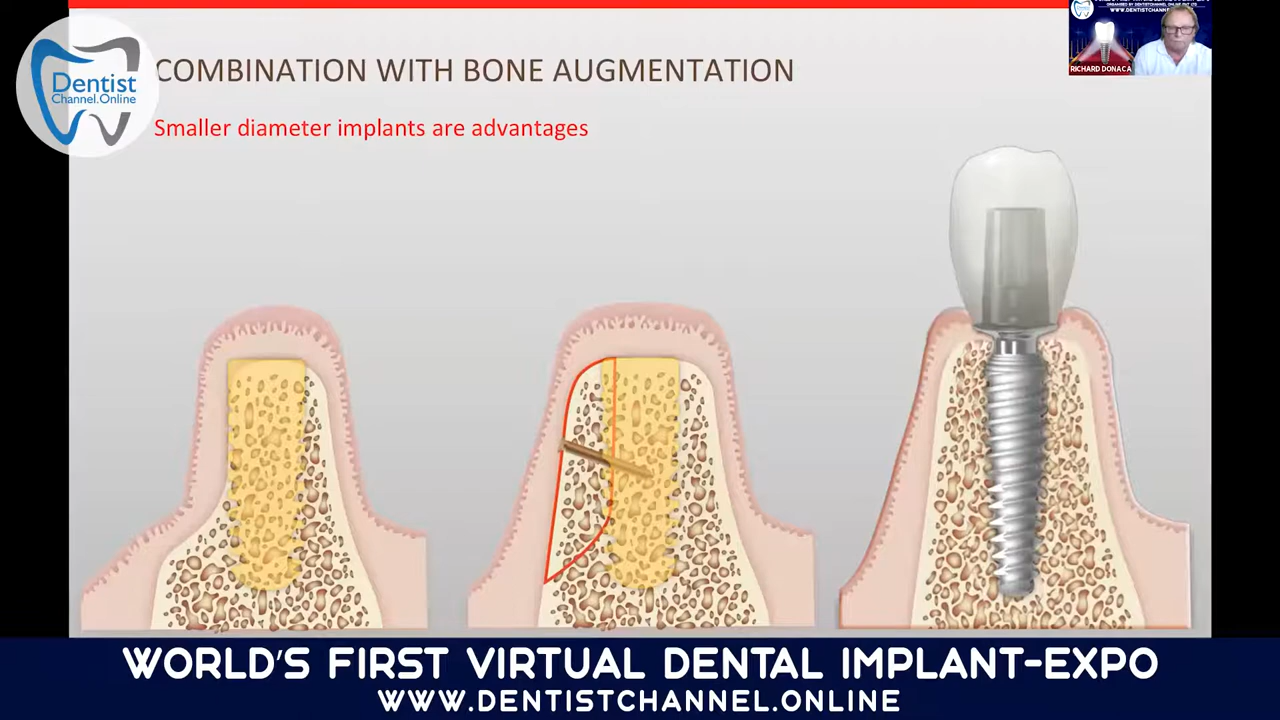 COMBINATION WITH BONE AUGMENTATION
Smaller diameter implants are advantages
Dentist
Channel.Online
RICHARD DONACA
WORLD'S FIRST VIRTUAL DENTAL IMPLANT-EXPO
WWW.DENTISTCHANNEL.ONLINE